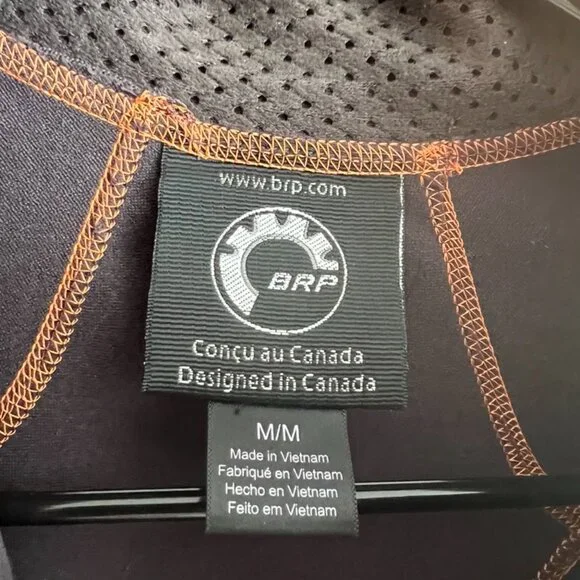 www.brp.com
BRP
Conçu au Canada
Designed in Canada
M/M
Made in Vietnam
Fabriqué en Vietnam
Hecho en Vietnam
Feito em Vietnam